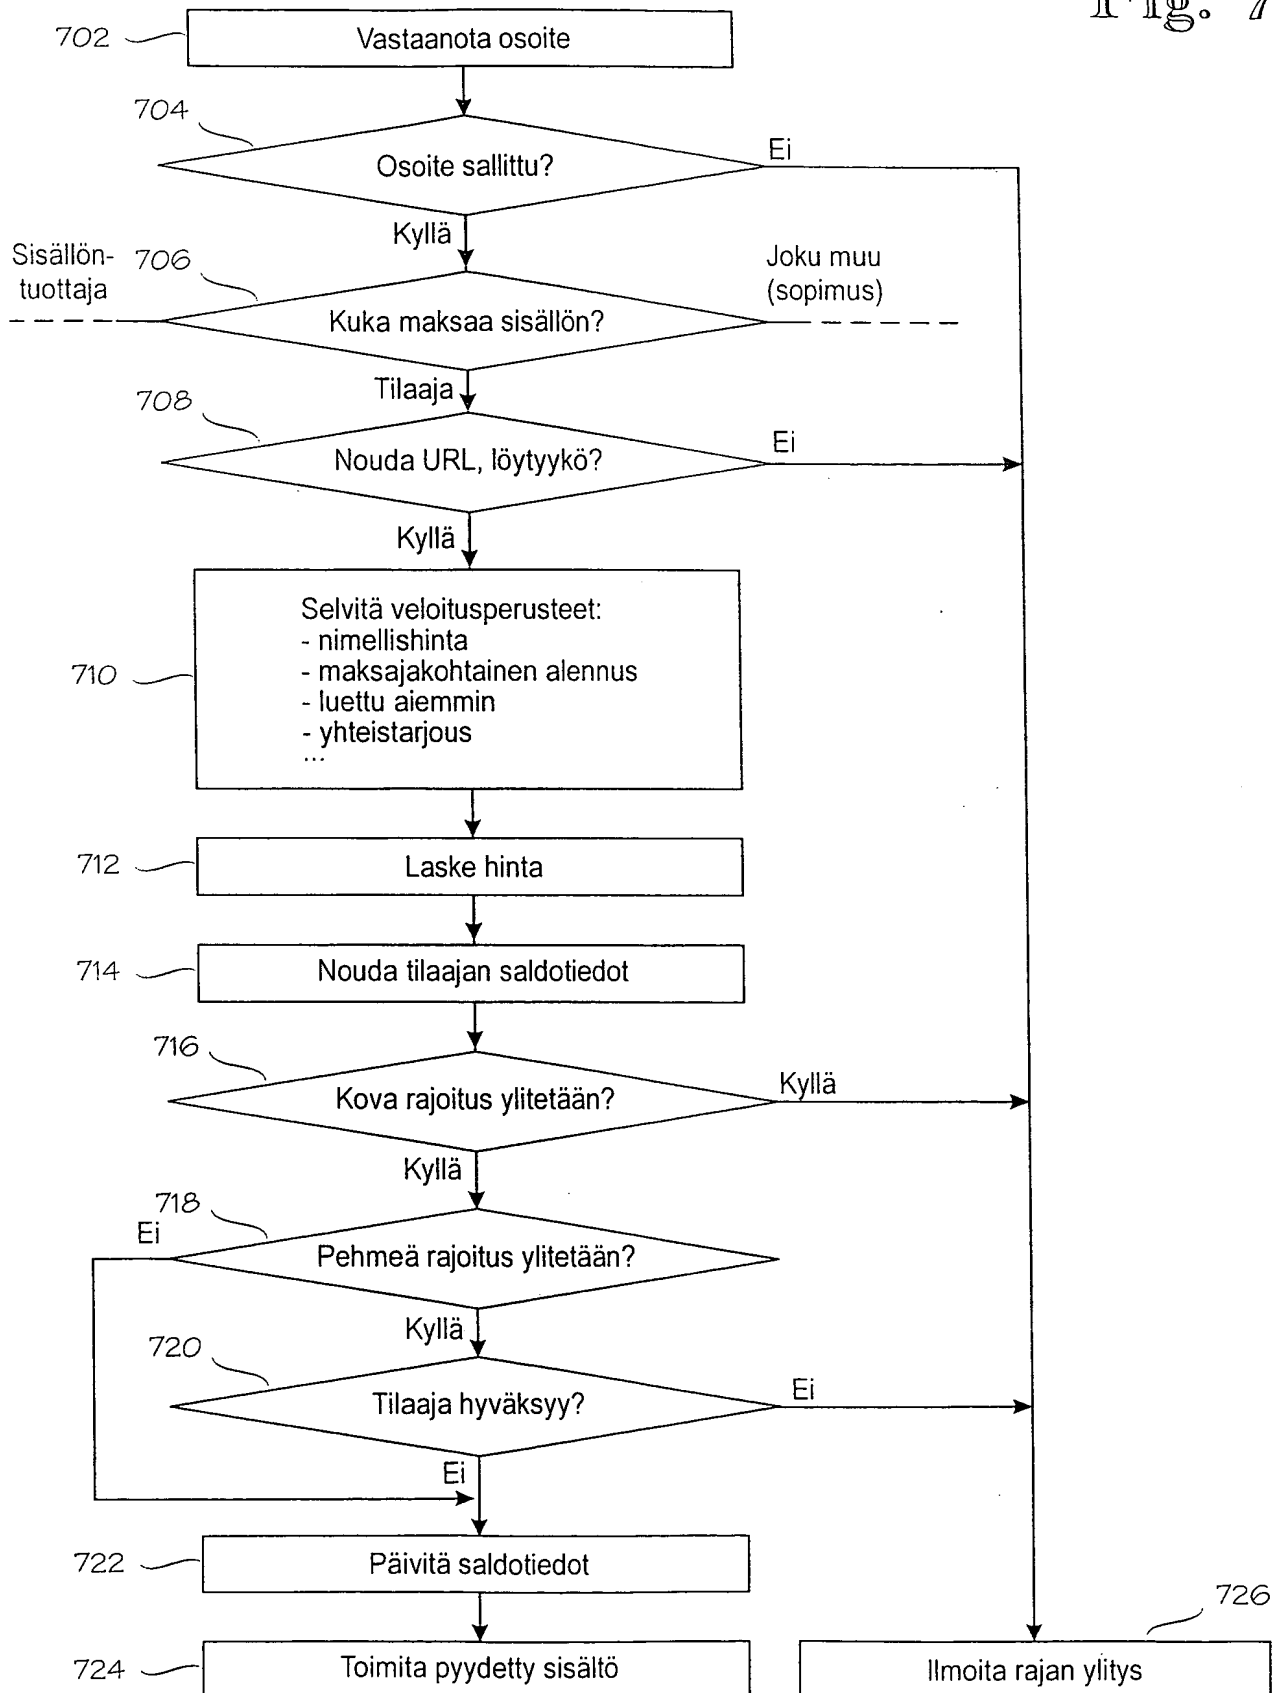 Fig. 7
702
Vastaanota osoite
704
Osoite sallittu?
Ei
Kyllä
Sisällön-
tuottaja
706
Kuka maksaa sisällön?
Joku muu
(sopimus)
Tilaaja
708
Nouda URL, löytyykö?
Ei
Kyllä
710
Selvitä veloitusperusteet:
- nimellishinta
- maksajakohtainen alennus
- luettu aiemmin
- yhteistarjous
...
712
Laske hinta
714
Nouda tilaajan saldotiedot
716
Kova rajoitus ylitetään?
Kyllä
Kyllä
718
Ei
Pehmeä rajoitus ylitetään?
Kyllä
720
Tilaaja hyväksyy?
Ei
Ei
722
Päivitä saldotiedot
724
Toimita pyydetty sisältö
726
Ilmoita rajan ylitys